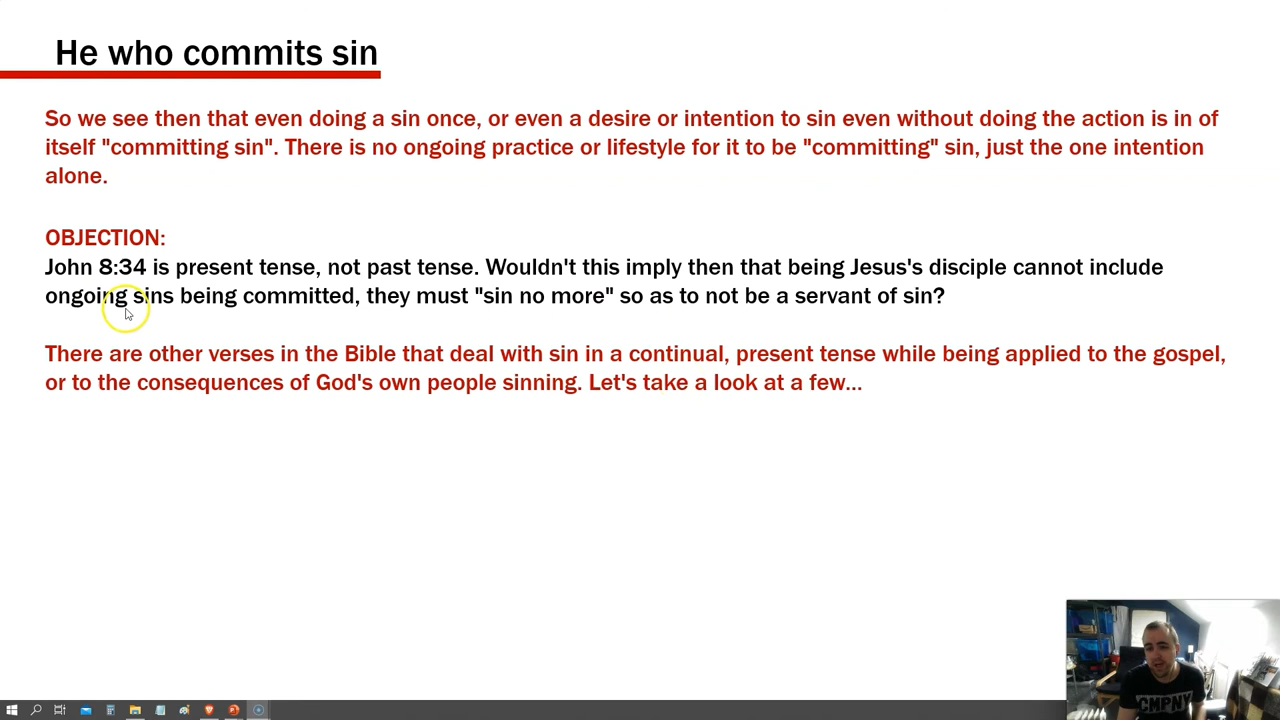 He who commits sin
So we see then that even doing a sin once, or even a desire or intention to sin even without doing the action is in of
itself "committing sin". There is no ongoing practice or lifestyle for it to be "committing" sin, just the one intention
alone.
OBJECTION:
John 8:34 is present tense, not past tense. Wouldn't this imply then that being Jesus's disciple cannot include
ongoing sins being committed, they must "sin no more" so as to not be a servant of sin?
There are other verses in the Bible that deal with sin in a continual, present tense while being applied to the gospel,
or to the consequences of God's own people sinning. Let's take a look at a few...
CMPNY